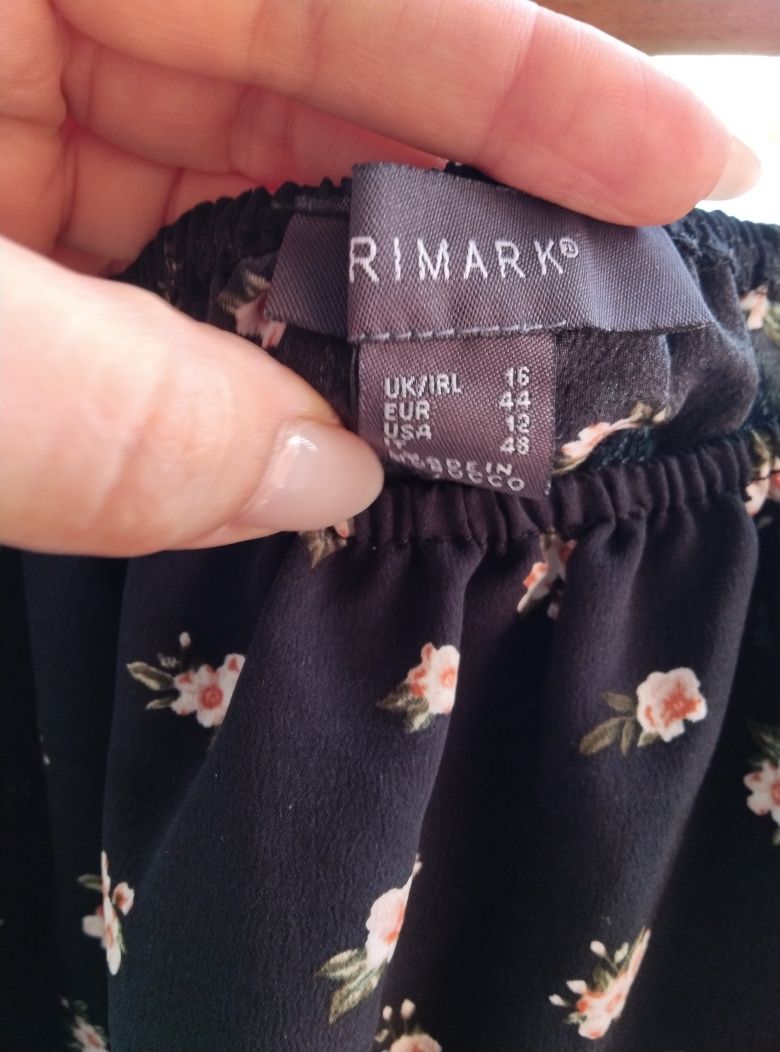 RIMARK®
UK/IRL 16
EUR 44
USA 12
48